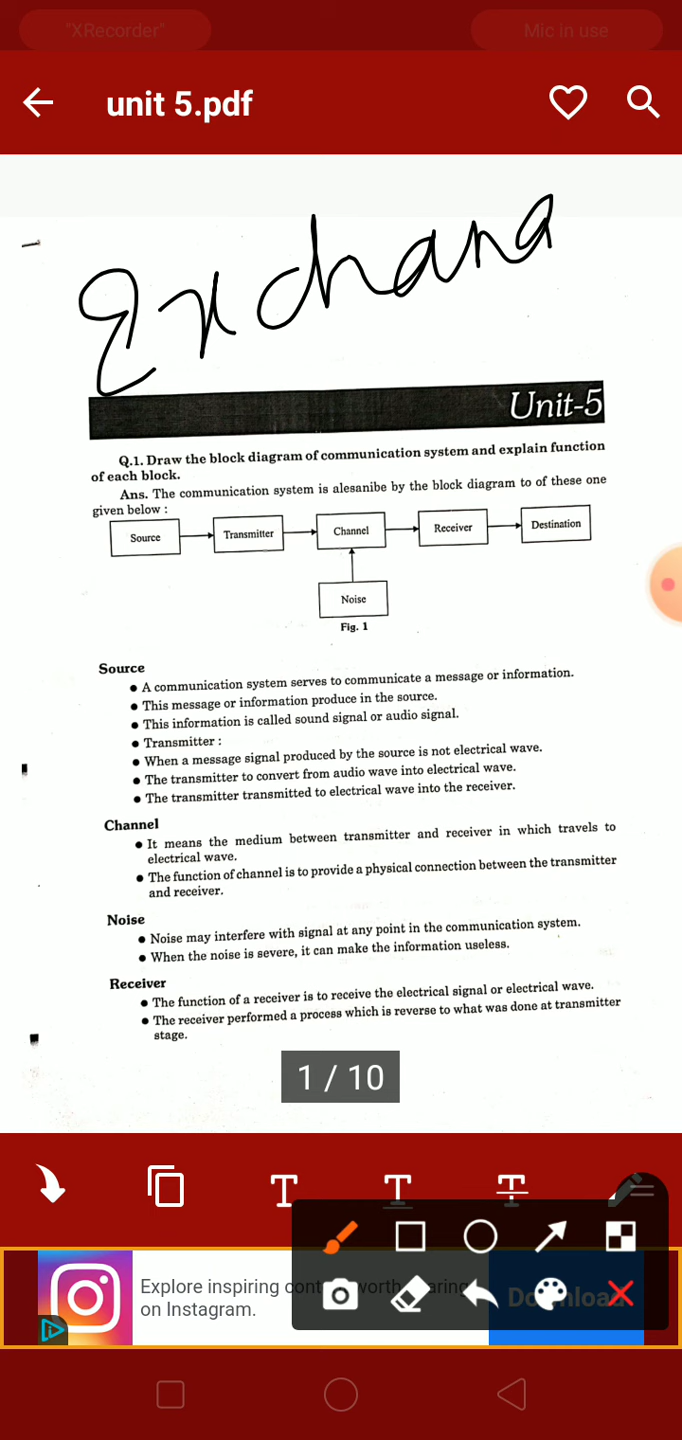 "XRecorder"
Mic in use
unit 5.pdf
Unit-5
Q.1. Draw the block diagram of communication system and explain function
of each block.
Ans. The communication system is alesanibe by the block diagram to of these one
given below :
Source
Transmitter
Channel
Receiver
Destination
Noise
Fig. 1
Source
● A communication system serves to communicate a message or information.
● This message or information produce in the source.
● This information is called sound signal or audio signal.
● Transmitter :
● When a message signal produced by the source is not electrical wave.
● The transmitter to convert from audio wave into electrical wave.
● The transmitter transmitted to electrical wave into the receiver.
Channel
● It means the medium between transmitter and receiver in which travels to
electrical wave.
● The function of channel is to provide a physical connection between the transmitter
and receiver.
Noise
● Noise may interfere with signal at any point in the communication system.
● When the noise is severe, it can make the information useless.
Receiver
● The function of a receiver is to receive the electrical signal or electrical wave.
● The receiver performed a process which is reverse to what was done at transmitter
stage.
1 / 10
Explore inspiring
on Instagram.